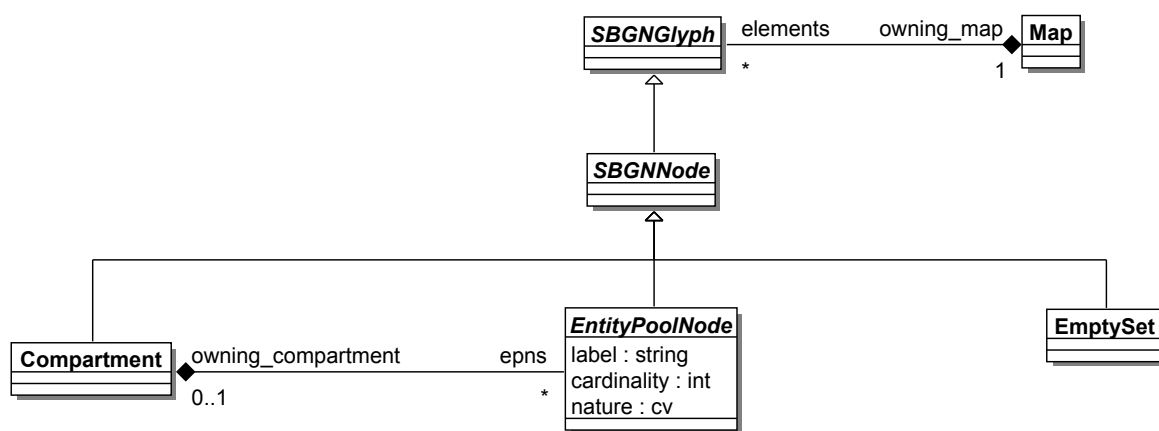 SBGNGlyph
elements
owning_map
Map
*
1
SBGNNode
EntityPoolNode
EmptySet
Compartment
owning_compartment
epns
label : string
cardinality : int
nature : cv
0..1
*